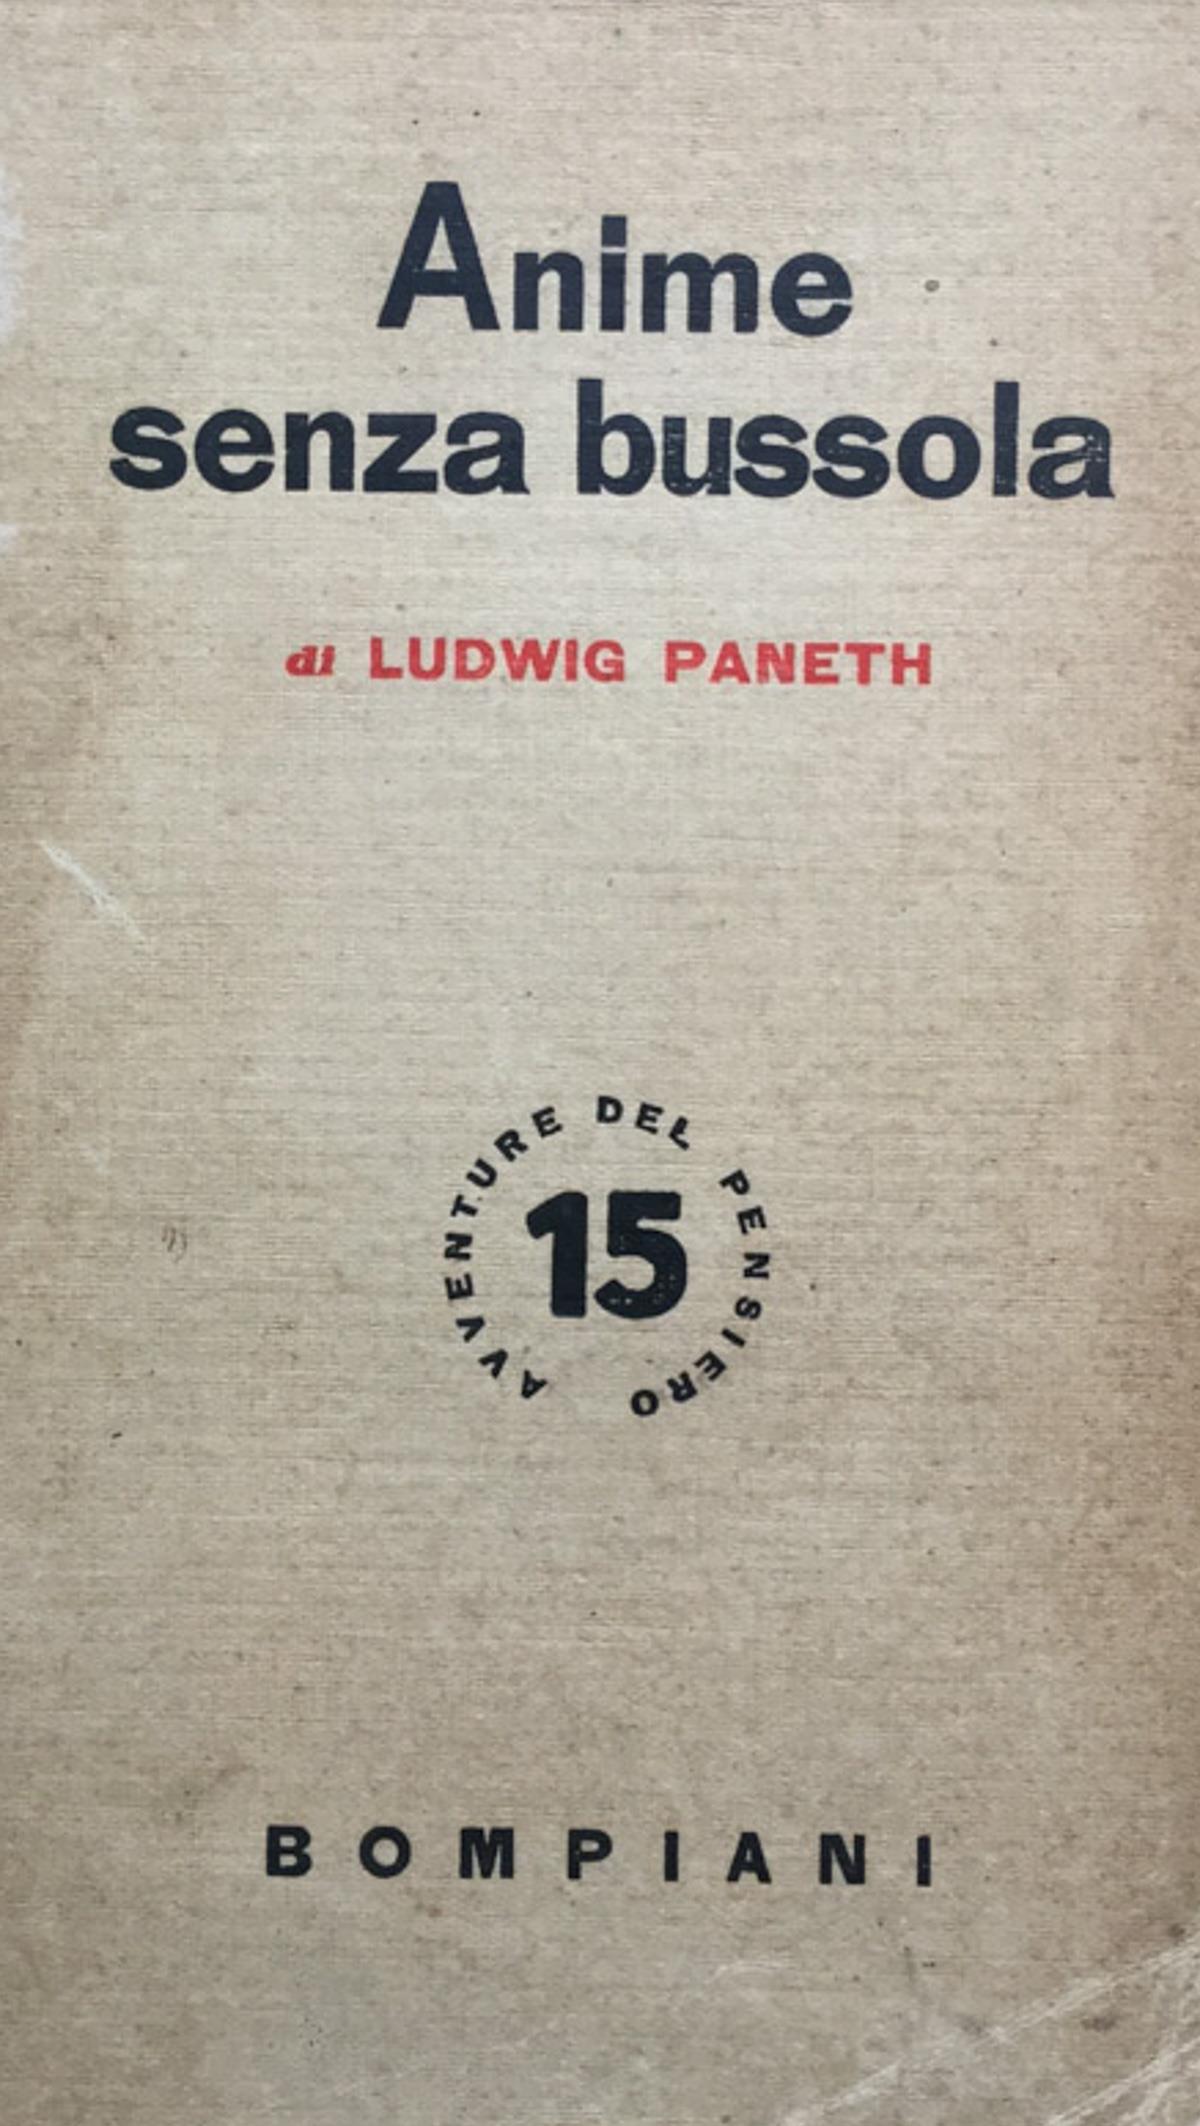 Anime
senza bussola
di LUDWIG PANETH
AVVENTURE DEL PENSIERO
15
BOMPIANI